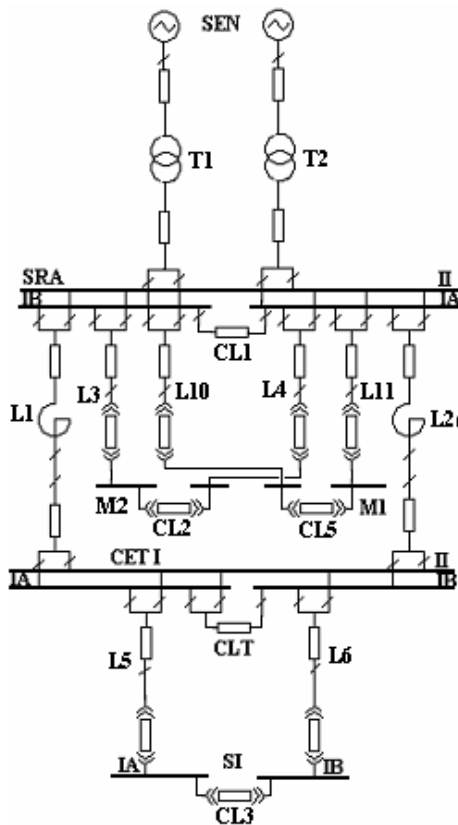 SEN
T1 T2
SRA II
IB IA
CL1
L3 L10 L4 L11
L1 L2
M2 M1
CL2 CL5
CET I II
IA IB
CLT
L5 L6
IA SI IB
CL3